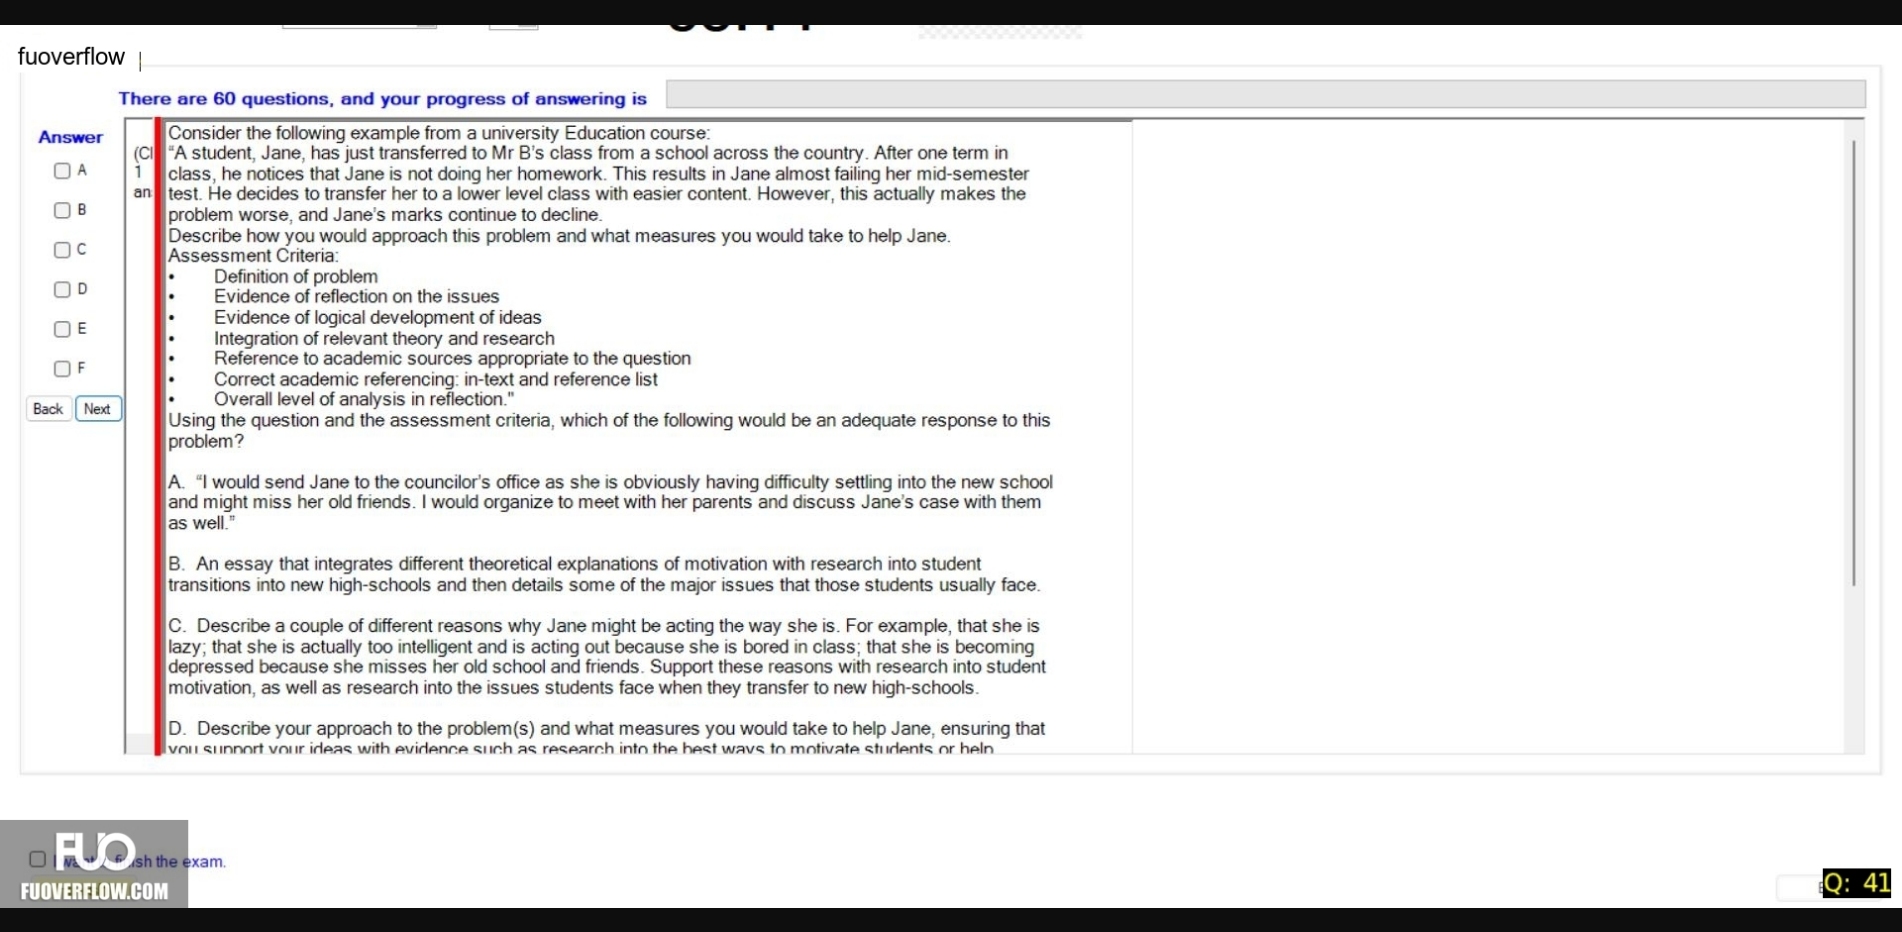 fuoverflow
There are 60 questions, and your progress of answering is
Answer
A
B
C
D
E
F
Back Next
(Cl
1
an
Consider the following example from a university Education course:
“A student, Jane, has just transferred to Mr B's class from a school across the country. After one term in
class, he notices that Jane is not doing her homework. This results in Jane almost failing her mid-semester
test. He decides to transfer her to a lower level class with easier content. However, this actually makes the
problem worse, and Jane's marks continue to decline.
Describe how you would approach this problem and what measures you would take to help Jane.
Assessment Criteria:
• Definition of problem
• Evidence of reflection on the issues
• Evidence of logical development of ideas
• Integration of relevant theory and research
• Reference to academic sources appropriate to the question
• Correct academic referencing: in-text and reference list
• Overall level of analysis in reflection."
Using the question and the assessment criteria, which of the following would be an adequate response to this
problem?
A. “I would send Jane to the councilor's office as she is obviously having difficulty settling into the new school
and might miss her old friends. I would organize to meet with her parents and discuss Jane's case with them
as well.”
B. An essay that integrates different theoretical explanations of motivation with research into student
transitions into new high-schools and then details some of the major issues that those students usually face.
C. Describe a couple of different reasons why Jane might be acting the way she is. For example, that she is
lazy; that she is actually too intelligent and is acting out because she is bored in class; that she is becoming
depressed because she misses her old school and friends. Support these reasons with research into student
motivation, as well as research into the issues students face when they transfer to new high-schools.
D. Describe your approach to the problem(s) and what measures you would take to help Jane, ensuring that
you support your ideas with evidence such as research into the best ways to motivate students or help
the exam.
FUO
FUOVERFLOW.COM
Q: 41